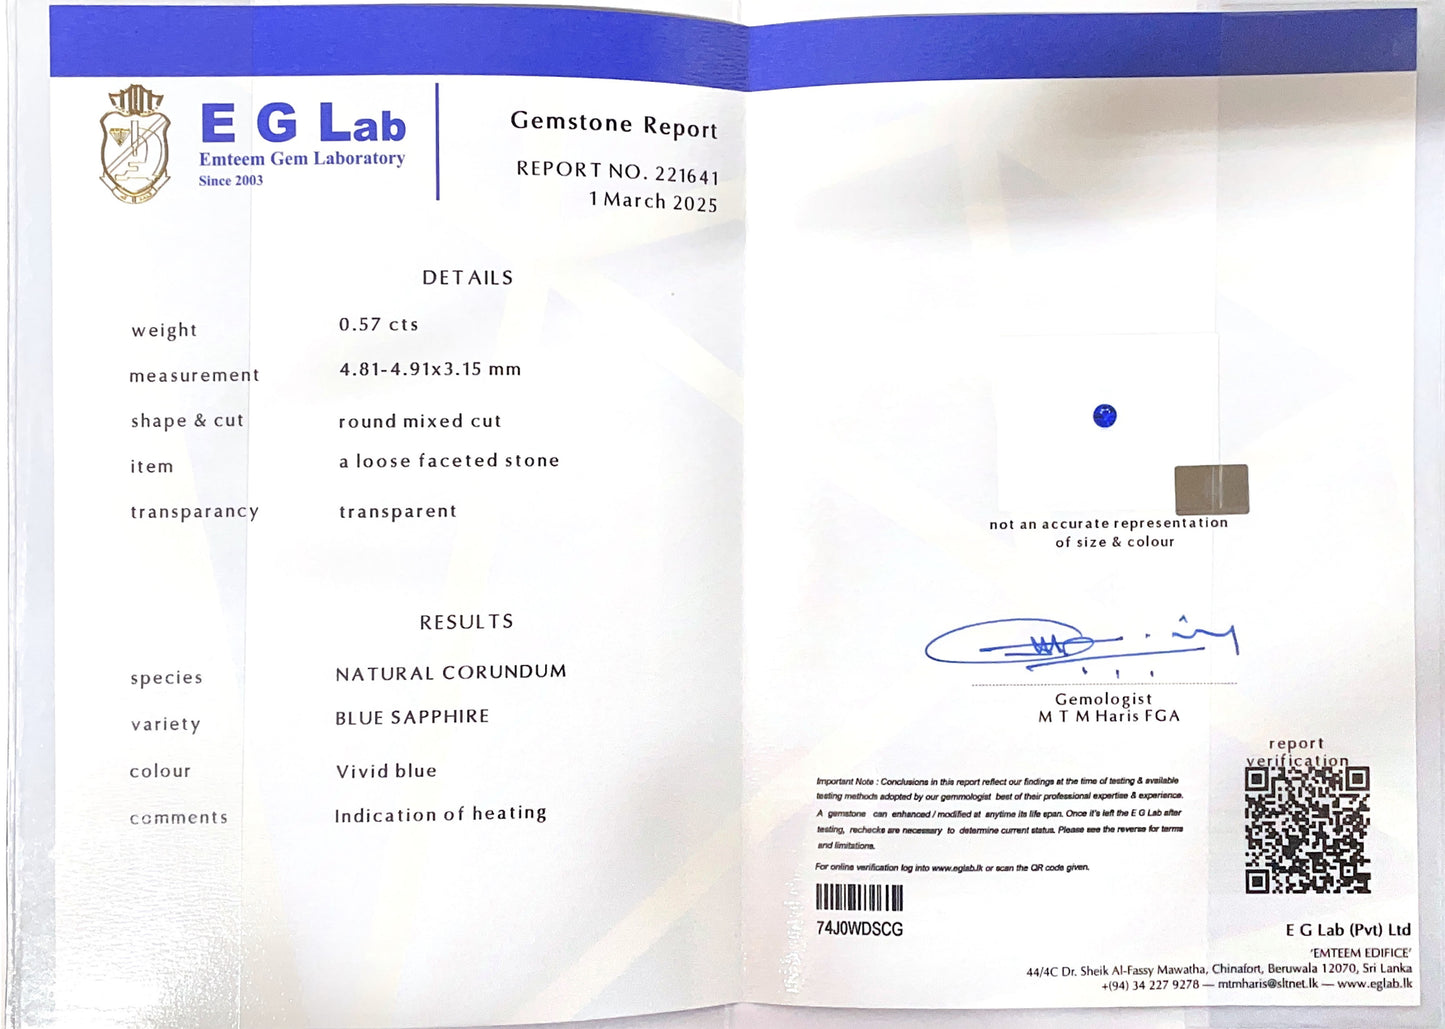 E G Lab
Emteem Gem Laboratory
Since 2003
Gemstone Report
REPORT NO. 221641
1 March 2025
DETAILS
weight 0.57 cts
measurement 4.81-4.91x3.15 mm
shape & cut round mixed cut
item a loose faceted stone
transparancy transparent
RESULTS
species NATURAL CORUNDUM
variety BLUE SAPPHIRE
colour Vivid blue
comments Indication of heating
not an accurate representation
of size & colour
Gemologist
M T M Haris FGA
report
verification
Important Note : Conclusions in this report reflect our findings at the time of testing & available
testing methods adopted by our gemmologist best of their professional expertise & experience.
A gemstone can enhanced / modified at anytime its life span. Once it's left the E G Lab after
testing, rechecks are necessary to determine current status. Please see the reverse for terms
and limitations.
For online verification log into www.eglab.lk or scan the QR code given.
74J0WDSCG
E G Lab (Pvt) Ltd
'EMTEEM EDIFICE'
44/4C Dr. Sheik Al-Fassy Mawatha, Chinafort, Beruwala 12070, Sri Lanka
+(94) 34 227 9278 — mtmharis@sltnet.lk — www.eglab.lk